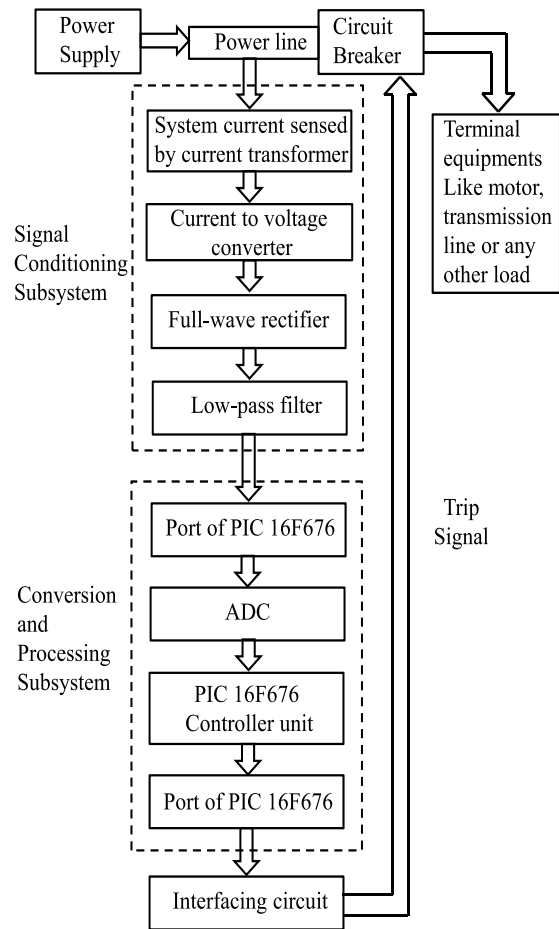 Power
Supply
Power line
Circuit
Breaker
System current sensed
by current transformer
Terminal
equipments
Like motor,
transmission
line or any
other load
Signal
Conditioning
Subsystem
Current to voltage
converter
Full-wave rectifier
Low-pass filter
Trip
Signal
Conversion
and
Processing
Subsystem
Port of PIC 16F676
ADC
PIC 16F676
Controller unit
Port of PIC 16F676
Interfacing circuit